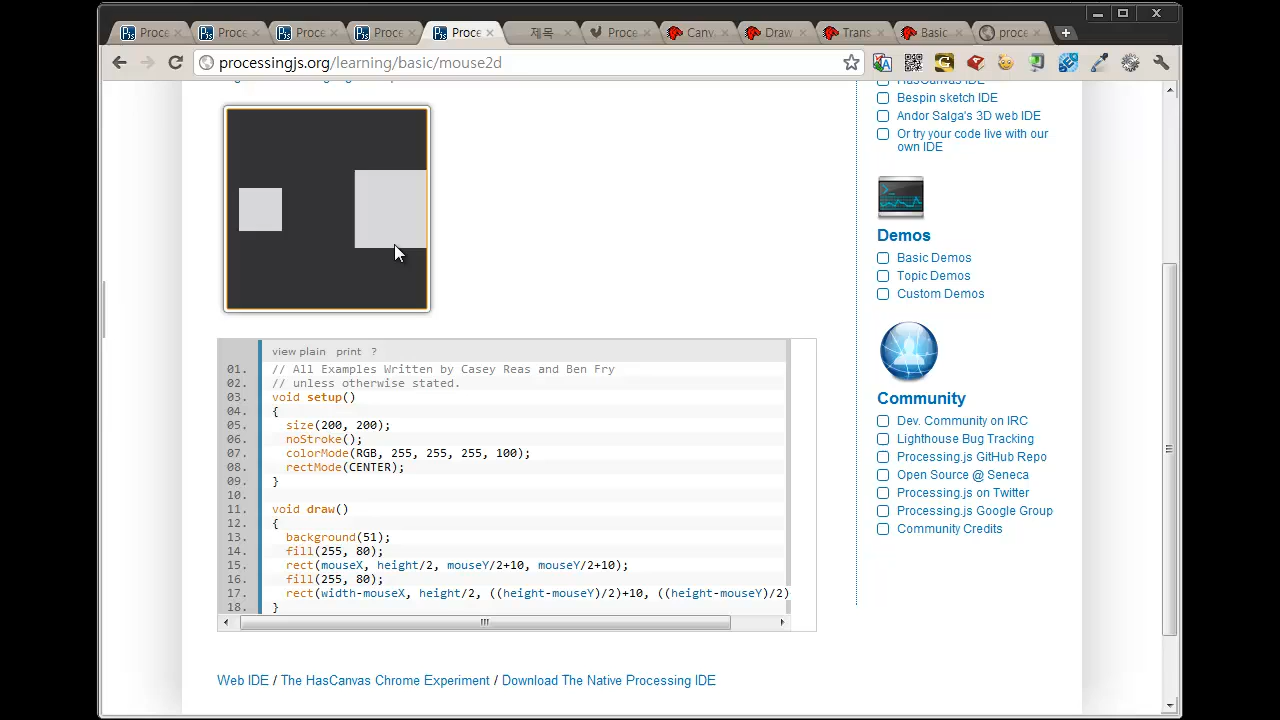 Proce
Proce
Proce
Proce
Proce
제목
Proce
Canv
Draw
Trans
Basic
proce
processingjs.org/learning/basic/mouse2d
HasCanvas IDE
Bespin sketch IDE
Andor Salga's 3D web IDE
Or try your code live with our
own IDE
Demos
Basic Demos
Topic Demos
Custom Demos
Community
Dev. Community on IRC
Lighthouse Bug Tracking
Processing.js GitHub Repo
Open Source @ Seneca
Processing.js on Twitter
Processing.js Google Group
Community Credits
view plain print ?
01. // All Examples Written by Casey Reas and Ben Fry
02. // unless otherwise stated.
03. void setup()
04. {
05. size(200, 200);
06. noStroke();
07. colorMode(RGB, 255, 255, 255, 100);
08. rectMode(CENTER);
09. }
10.
11. void draw()
12. {
13. background(51);
14. fill(255, 80);
15. rect(mouseX, height/2, mouseY/2+10, mouseY/2+10);
16. fill(255, 80);
17. rect(width-mouseX, height/2, ((height-mouseY)/2)+10, ((height-mouseY)/2)
18. }
Web IDE / The HasCanvas Chrome Experiment / Download The Native Processing IDE